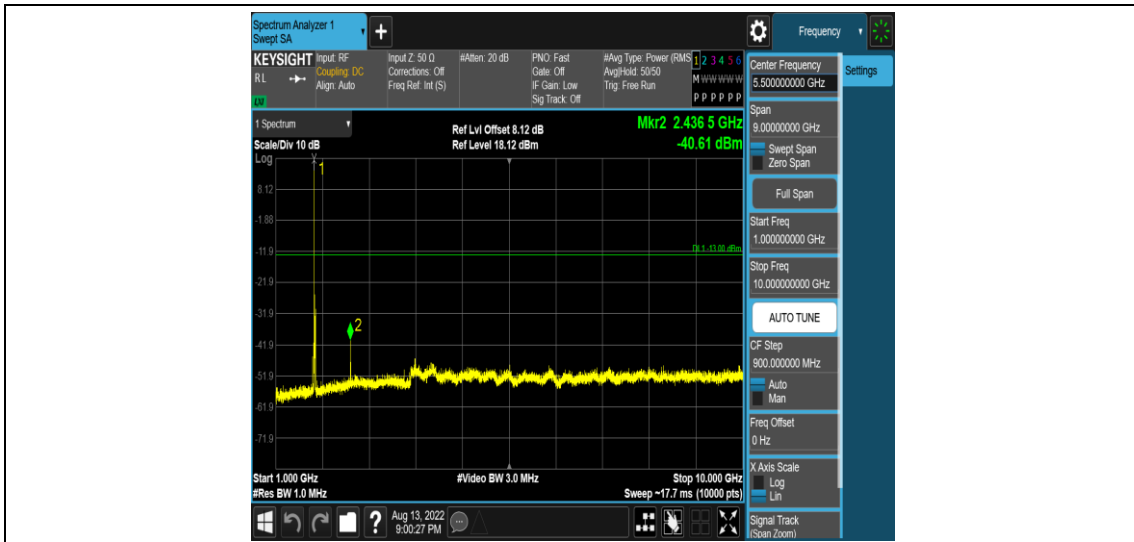 Spectrum Analyzer 1
Swept SA
+
Frequency
KEYSIGHT
RL
LXI
Input: RF
Coupling: DC
Align: Auto
Input Z: 50 Ω
Corrections: Off
Freq Ref: Int (S)
#Atten: 20 dB
PNO: Fast
Gate: Off
IF Gain: Low
Sig Track: Off
#Avg Type: Power (RMS
Avg|Hold: 50/50
Trig: Free Run
1 2 3 4 5 6
M W W W W W
P P P P P P
1 Spectrum
Scale/Div 10 dB
Log
Ref Lvl Offset 8.12 dB
Ref Level 18.12 dBm
Mkr2 2.436 5 GHz
-40.61 dBm
1
8.12
-1.88
-11.9
DL1 -13.00 dBm
-21.9
-31.9
2
-41.9
-51.9
-61.9
-71.9
Start 1.000 GHz
#Res BW 1.0 MHz
#Video BW 3.0 MHz
Stop 10.000 GHz
Sweep ~17.7 ms (10000 pts)
Center Frequency
5.500000000 GHz
Settings
Span
9.00000000 GHz
Swept Span
Zero Span
Full Span
Start Freq
1.000000000 GHz
Stop Freq
10.000000000 GHz
AUTO TUNE
CF Step
900.000000 MHz
Auto
Man
Freq Offset
0 Hz
X Axis Scale
Log
Lin
Signal Track
(Span Zoom)
?
Aug 13, 2022
9:00:27 PM